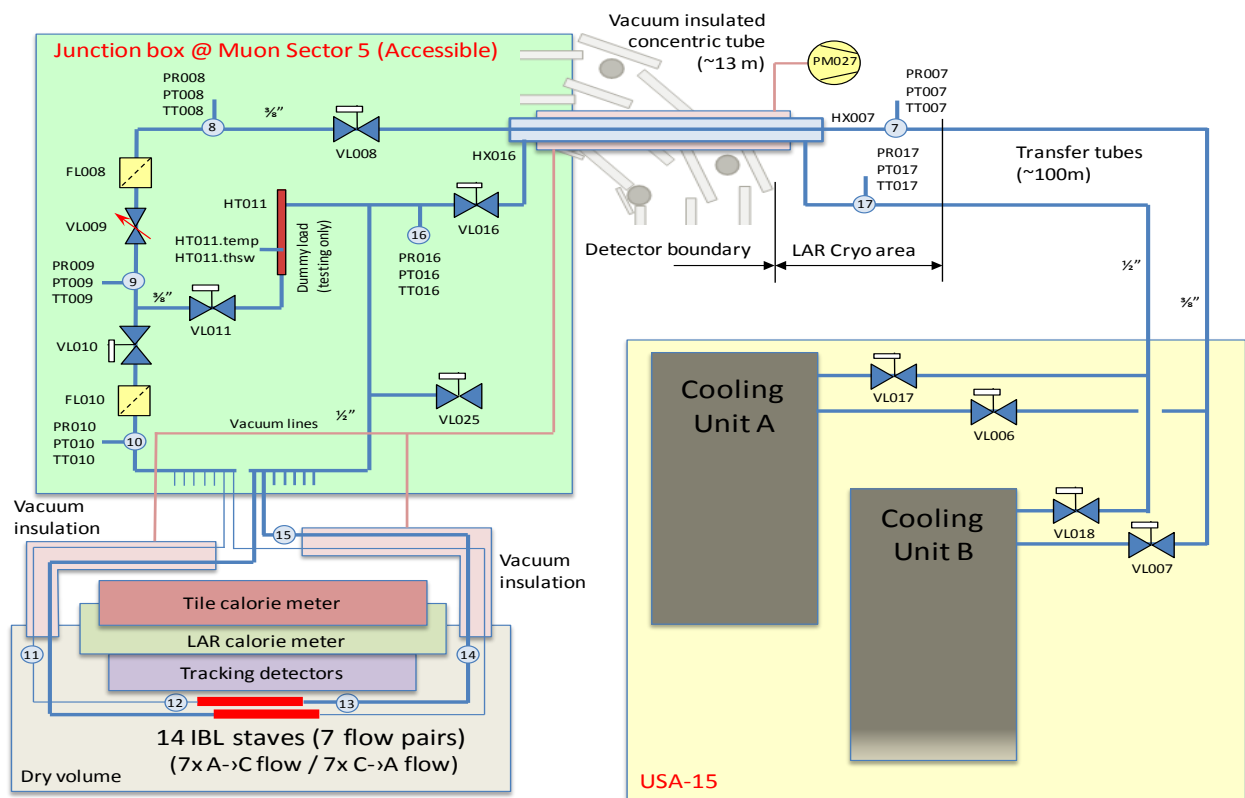 Junction box @ Muon Sector 5 (Accessible)
Vacuum insulated
concentric tube
(~13 m)
PM027
PR008
PT008
TT008
8
⅜”
VL008
HX007
PR007
PT007
TT007
7
HX016
PR017
PT017
TT017
17
Transfer tubes
(~100m)
FL008
VL009
HT011
HT011.temp
HT011.thsw
Dummy load
(testing only)
VL016
16
PR016
PT016
TT016
Detector boundary
LAR Cryo area
PR009
PT009
TT009
9
⅜”
VL011
VL010
FL010
PR010
PT010
TT010
10
½”
VL025
Vacuum lines
½”
⅜”
Cooling
Unit A
VL017
VL006
Cooling
Unit B
VL018
VL007
USA-15
Vacuum
insulation
15
Vacuum
insulation
Tile calorie meter
LAR calorie meter
Tracking detectors
11
12
13
14
14 IBL staves (7 flow pairs)
(7x A->C flow / 7x C->A flow)
Dry volume